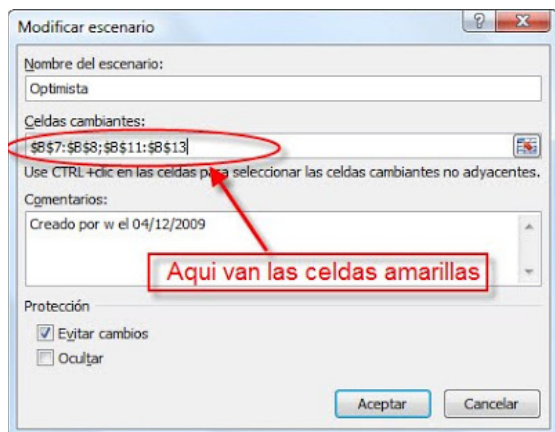 Modificar escenario
Nombre del escenario:
Optimista
Celdas cambiantes:
$B$7:$B$8;$B$11:$B$13
Use CTRL +clic en las celdas para seleccionar las celdas cambiantes no adyacentes.
Comentarios:
Creado por w el 04/12/2009
Aqui van las celdas amarillas
Protección
Evitar cambios
Ocultar
Aceptar Cancelar